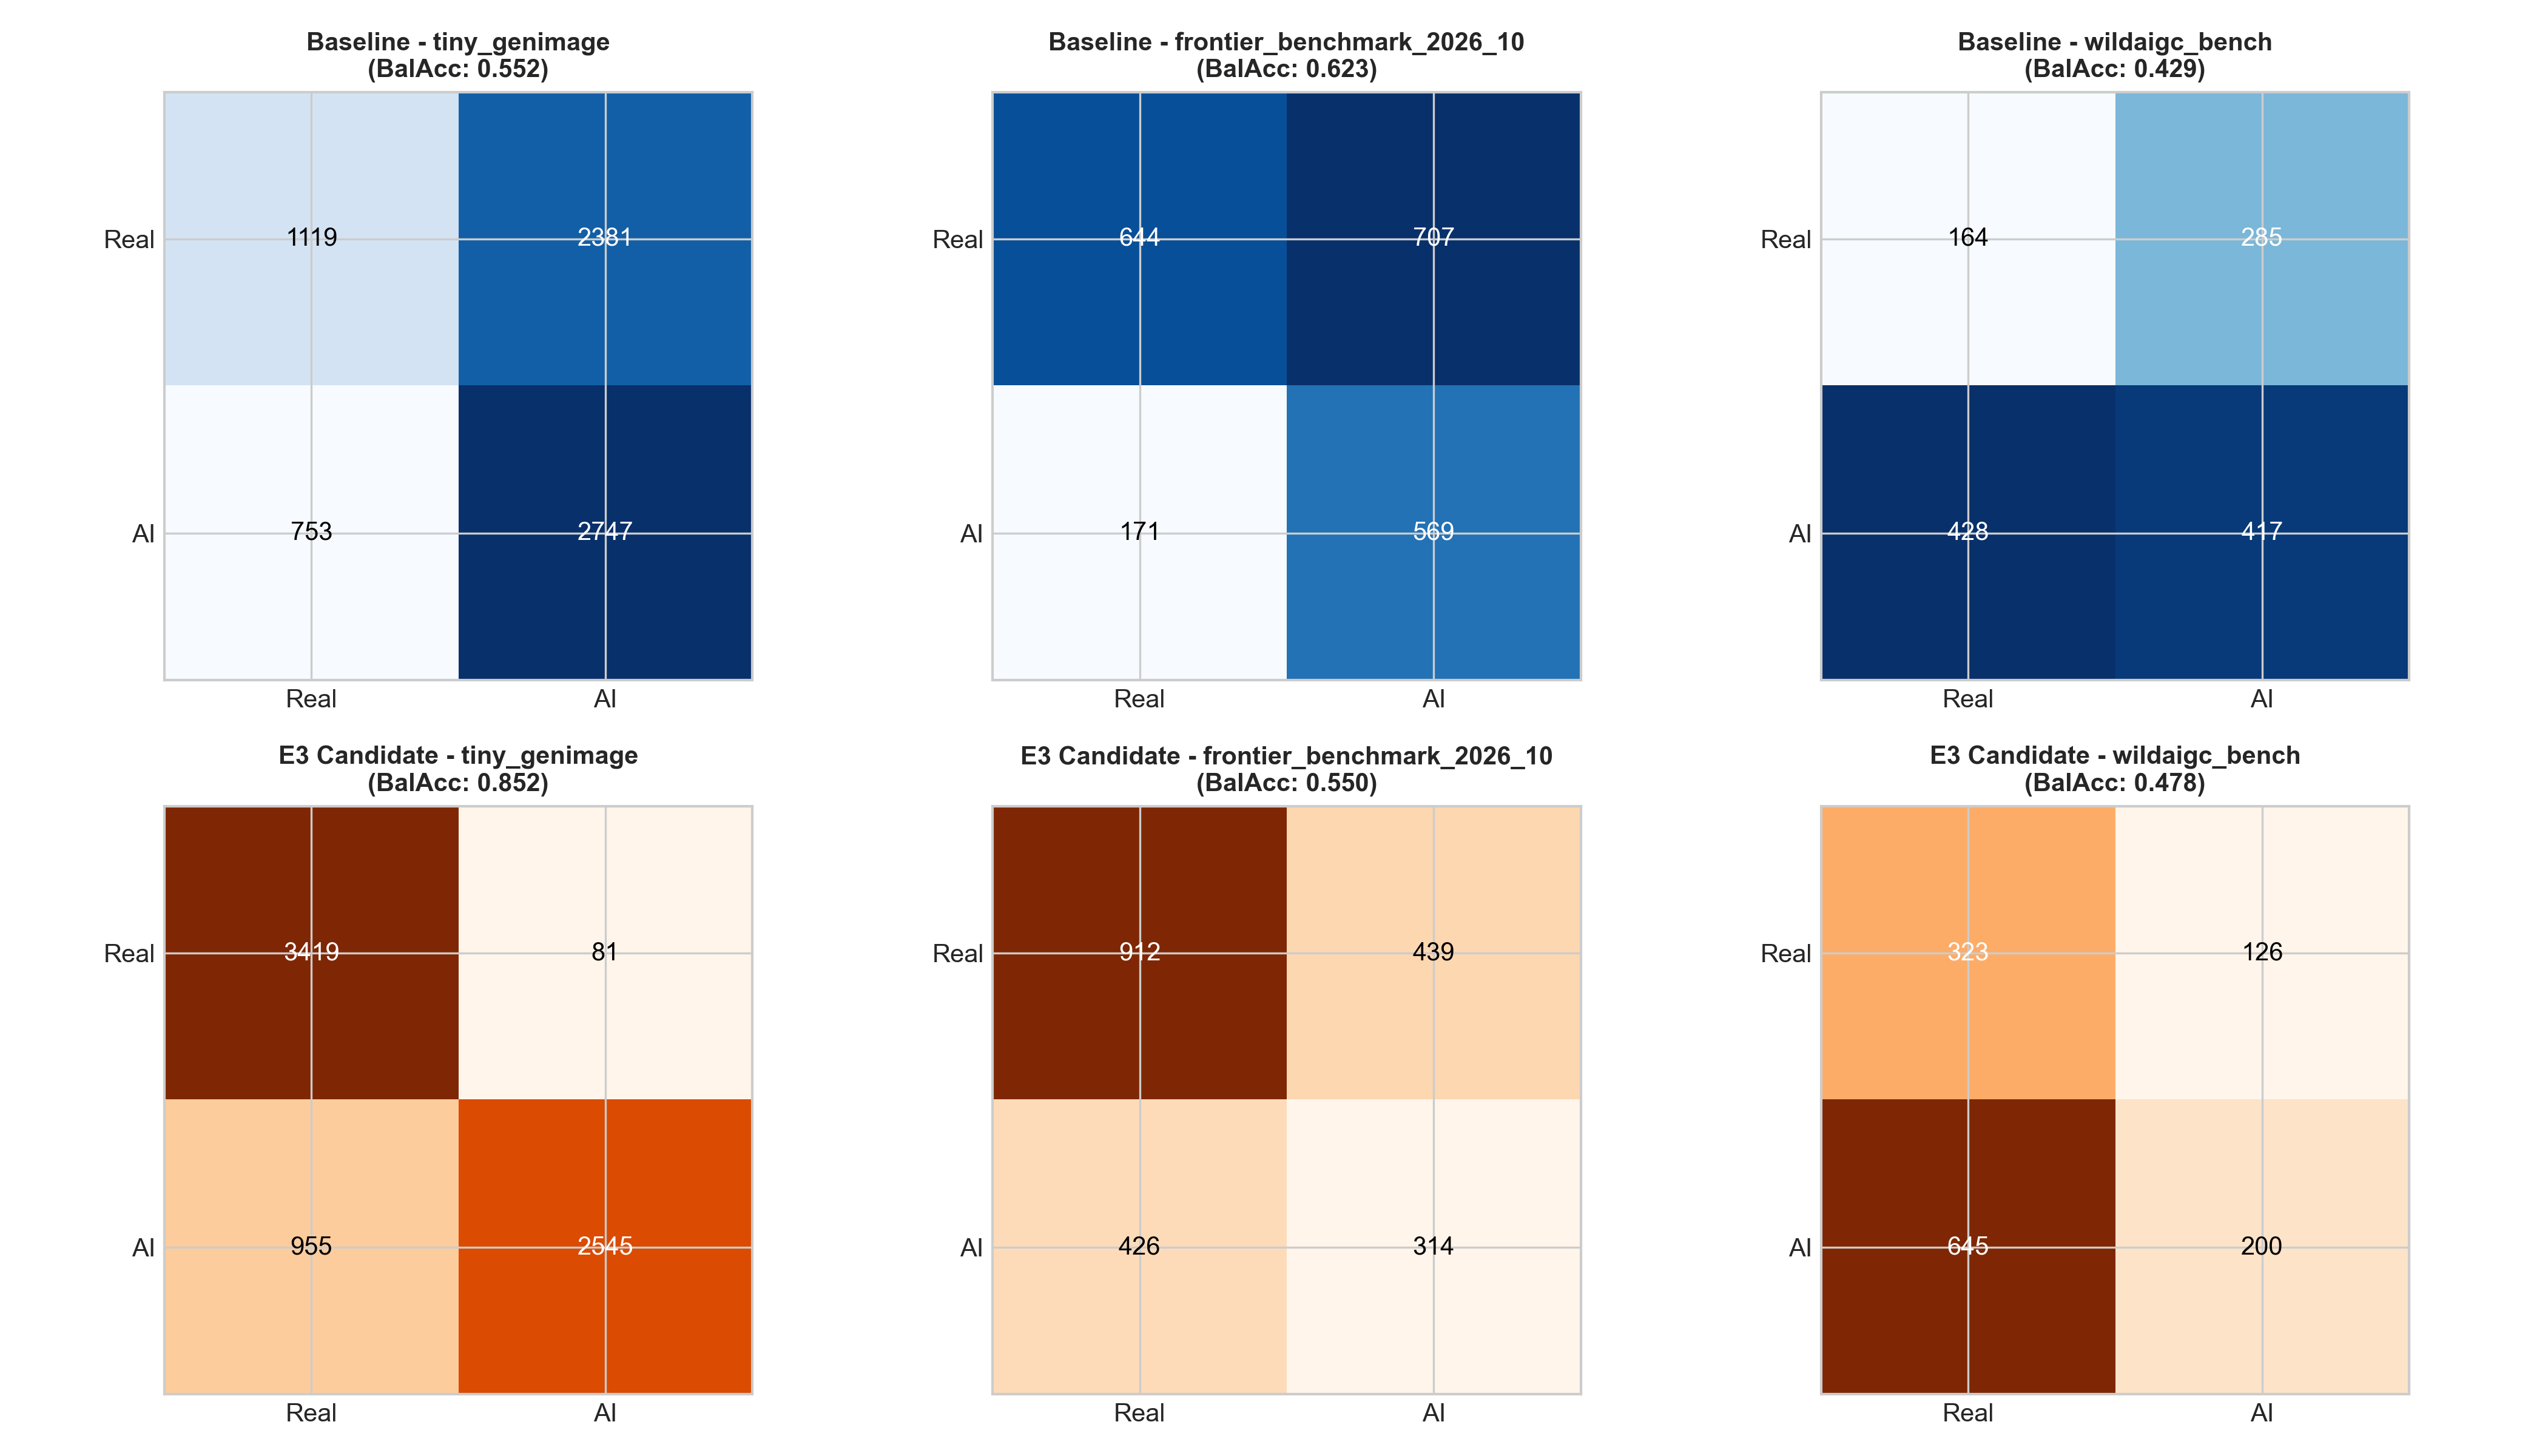 Baseline - tiny_genimage
(BalAcc: 0.552)
Real
1119
2381
AI
753
2747
Real
AI
Baseline - frontier_benchmark_2026_10
(BalAcc: 0.623)
Real
644
707
AI
171
569
Real
AI
Baseline - wildaigc_bench
(BalAcc: 0.429)
Real
164
285
AI
428
417
Real
AI
E3 Candidate - tiny_genimage
(BalAcc: 0.852)
Real
3419
81
AI
955
2545
Real
AI
E3 Candidate - frontier_benchmark_2026_10
(BalAcc: 0.550)
Real
912
439
AI
426
314
Real
AI
E3 Candidate - wildaigc_bench
(BalAcc: 0.478)
Real
323
126
AI
645
200
Real
AI